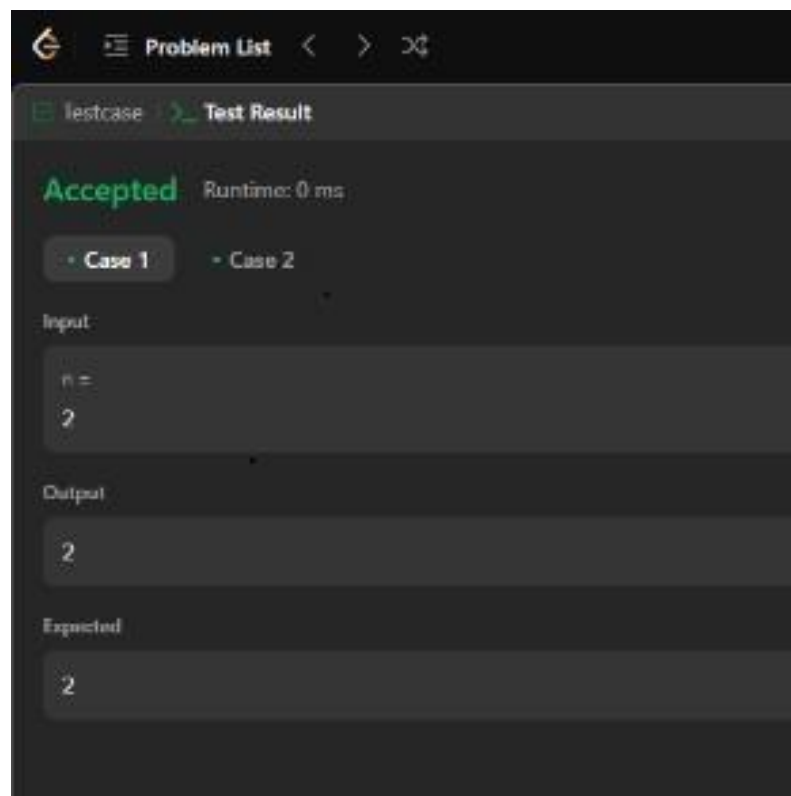 Problem List
Testcase Test Result
Accepted Runtime: 0 ms
Case 1 Case 2
Input
n =
2
Output
2
Expected
2